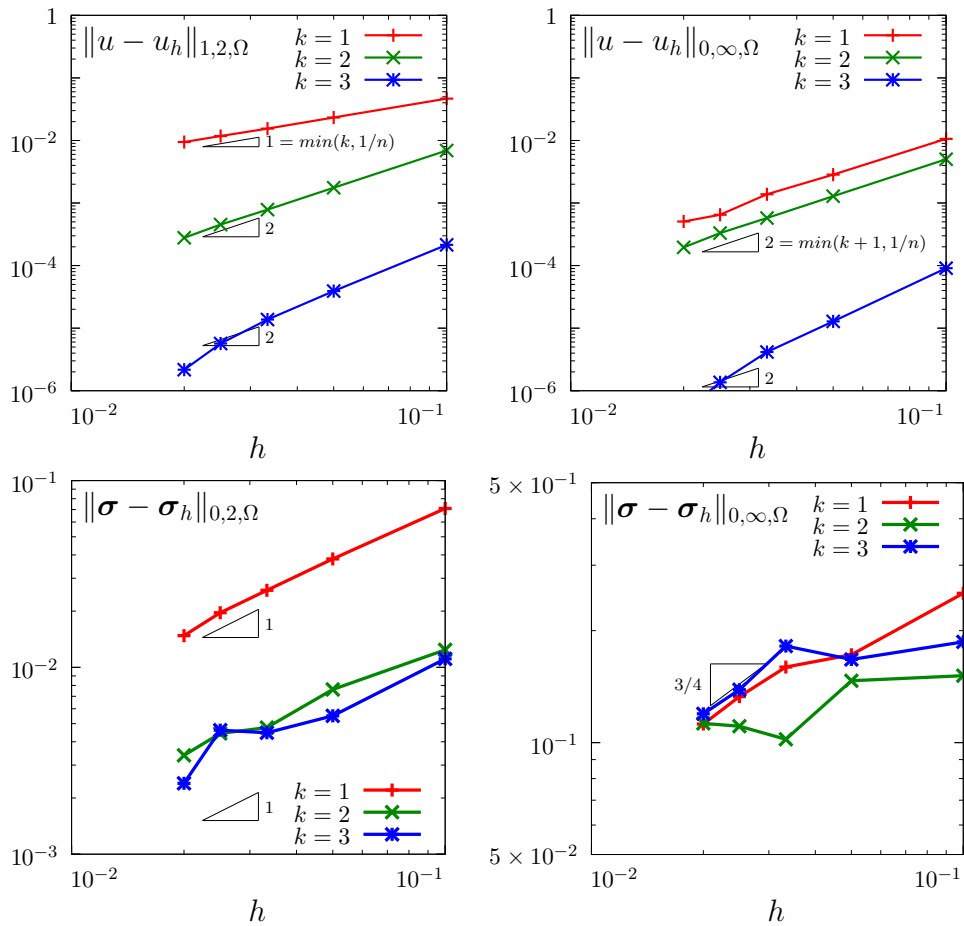 1
‖u − u_h‖_{1,2,Ω}
k = 1
k = 2
k = 3
10^{−2}
1 = min(k, 1/n)
2
10^{−4}
2
10^{−6}
10^{−2}
10^{−1}
h
1
‖u − u_h‖_{0,∞,Ω}
k = 1
k = 2
k = 3
10^{−2}
2 = min(k + 1, 1/n)
10^{−4}
2
10^{−6}
10^{−2}
10^{−1}
h
10^{−1}
‖σ − σ_h‖_{0,2,Ω}
1
10^{−2}
1
k = 1
k = 2
k = 3
10^{−3}
10^{−2}
10^{−1}
h
5 × 10^{−1}
‖σ − σ_h‖_{0,∞,Ω}
k = 1
k = 2
k = 3
3/4
10^{−1}
5 × 10^{−2}
10^{−2}
10^{−1}
h